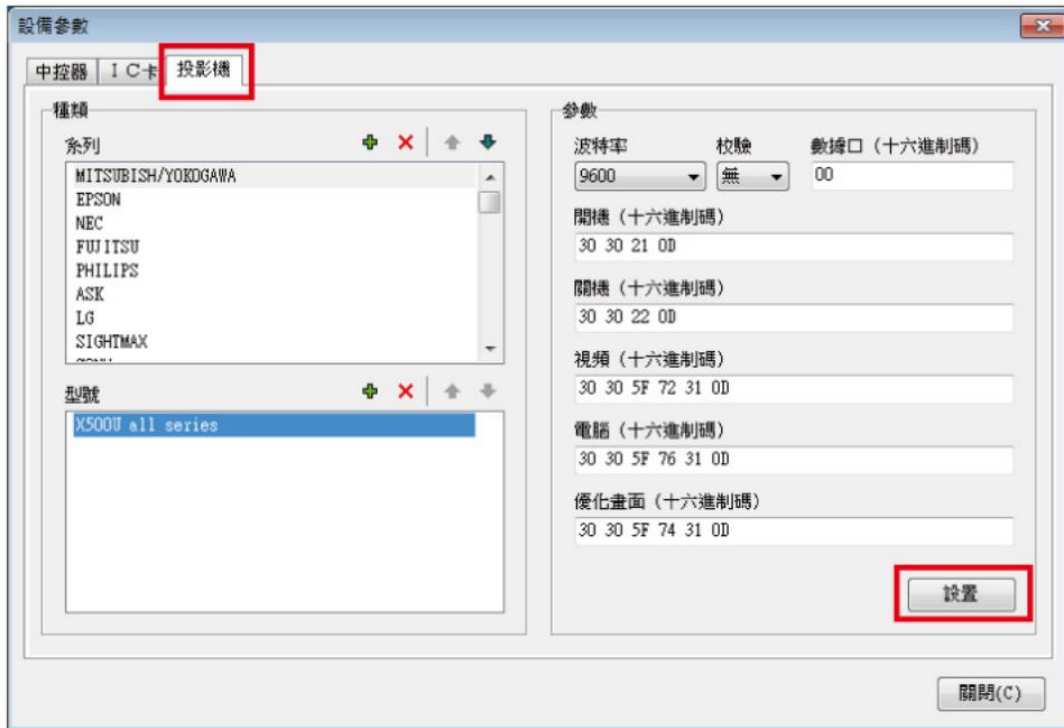 設備參數
中控器 IC卡 投影機
種類
系列
MITSUBISH/YOKOGAWA
EPSON
NEC
FUJITSU
PHILIPS
ASK
LG
SIGHTMAX
型號
X500U all series
參數
波特率 校驗 數據口（十六進制碼）
9600 無 00
開機（十六進制碼）
30 30 21 0D
關機（十六進制碼）
30 30 22 0D
視頻（十六進制碼）
30 30 5F 72 31 0D
電腦（十六進制碼）
30 30 5F 76 31 0D
優化畫面（十六進制碼）
30 30 5F 74 31 0D
設置
關閉(C)